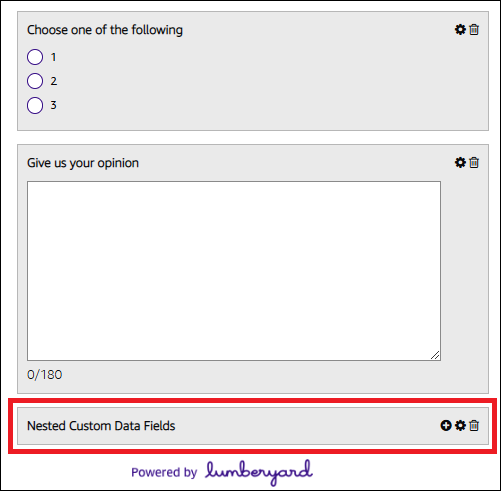 Choose one of the following
1
2
3
Give us your opinion
0/180
Nested Custom Data Fields
Powered by lumberyard